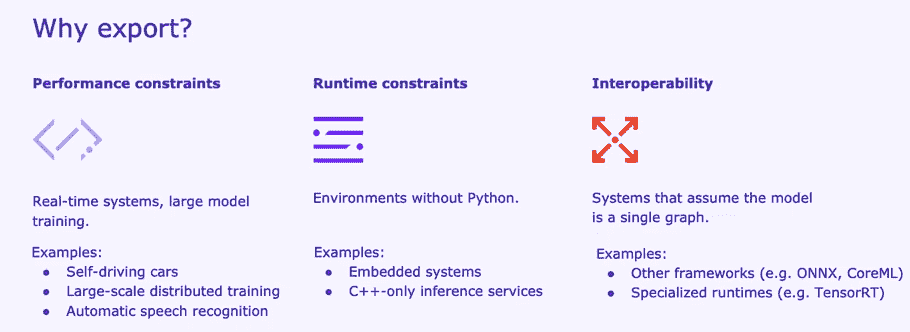 Why export?
Performance constraints
Real-time systems, large model
training.
Examples:
● Self-driving cars
● Large-scale distributed training
● Automatic speech recognition
Runtime constraints
Environments without Python.
Examples:
● Embedded systems
● C++-only inference services
Interoperability
Systems that assume the model
is a single graph.
Examples:
● Other frameworks (e.g. ONNX, CoreML)
● Specialized runtimes (e.g. TensorRT)